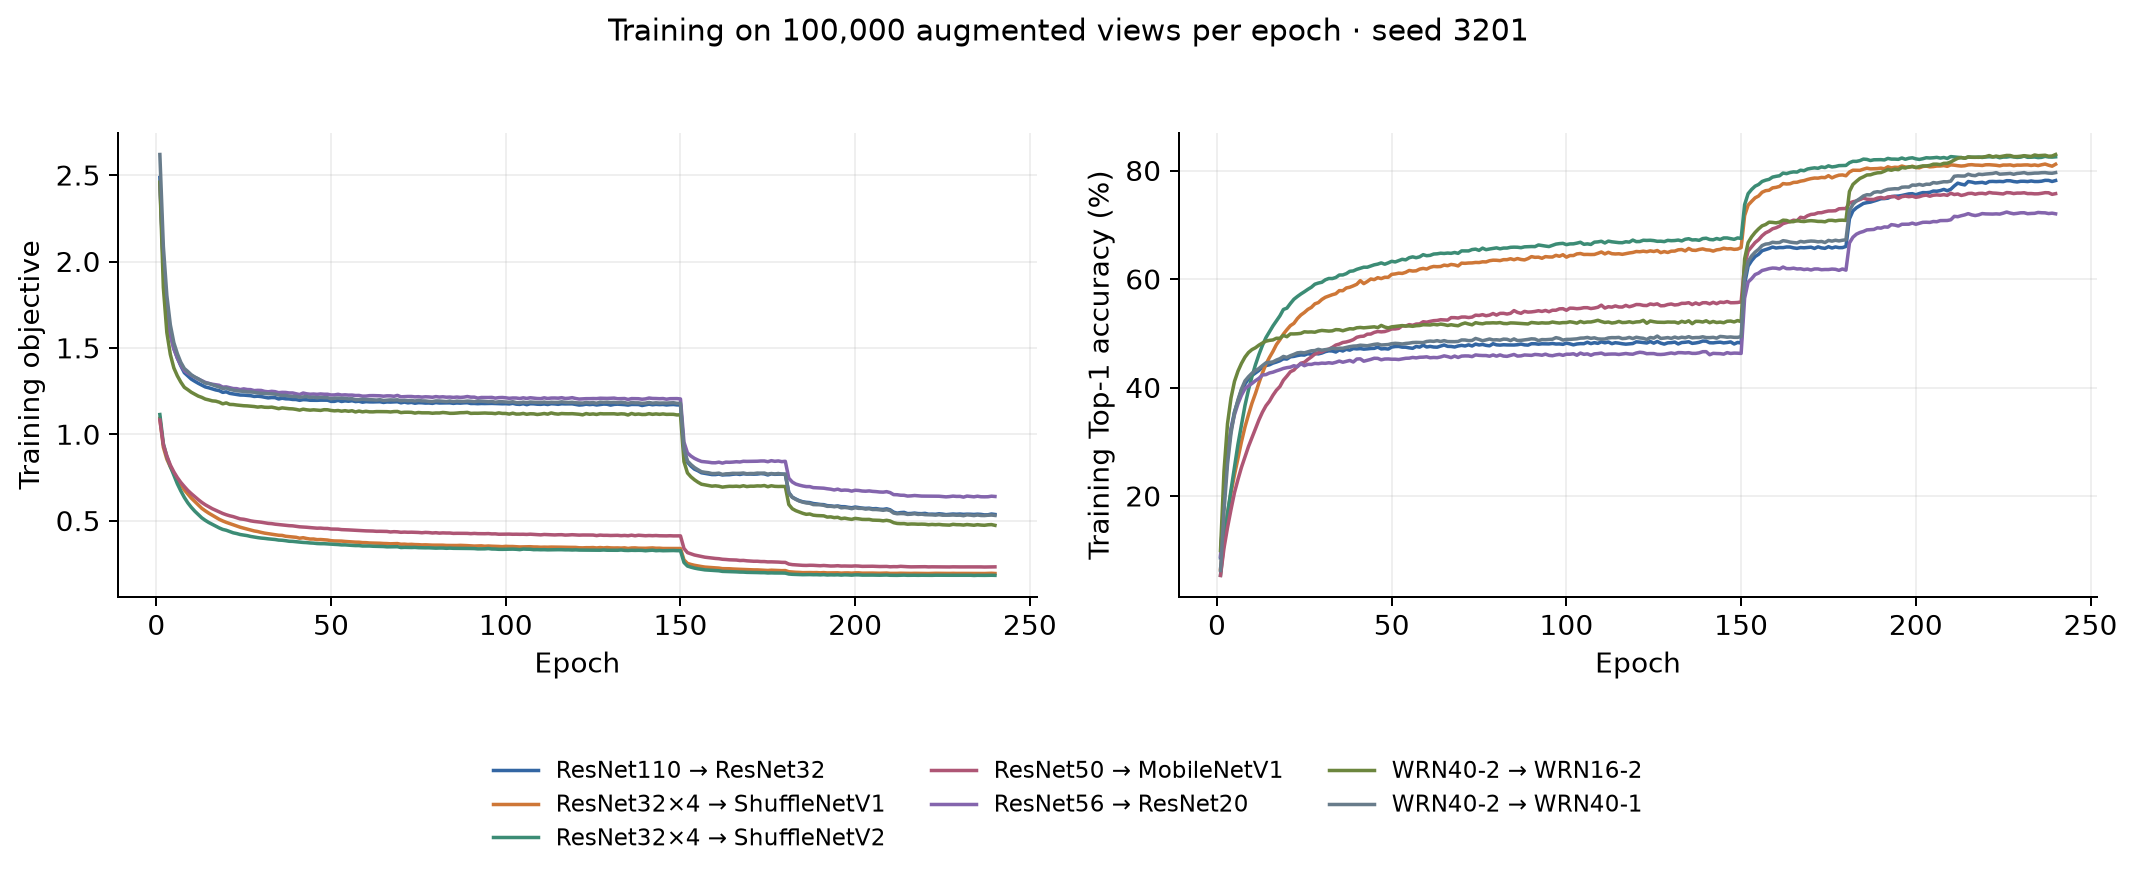 Training on 100,000 augmented views per epoch · seed 3201
Training objective
2.5
2.0
1.5
1.0
0.5
0 50 100 150 200 250
Epoch
Training Top-1 accuracy (%)
80
60
40
20
0 50 100 150 200 250
Epoch
ResNet110 → ResNet32
ResNet32×4 → ShuffleNetV1
ResNet32×4 → ShuffleNetV2
ResNet50 → MobileNetV1
ResNet56 → ResNet20
WRN40-2 → WRN16-2
WRN40-2 → WRN40-1